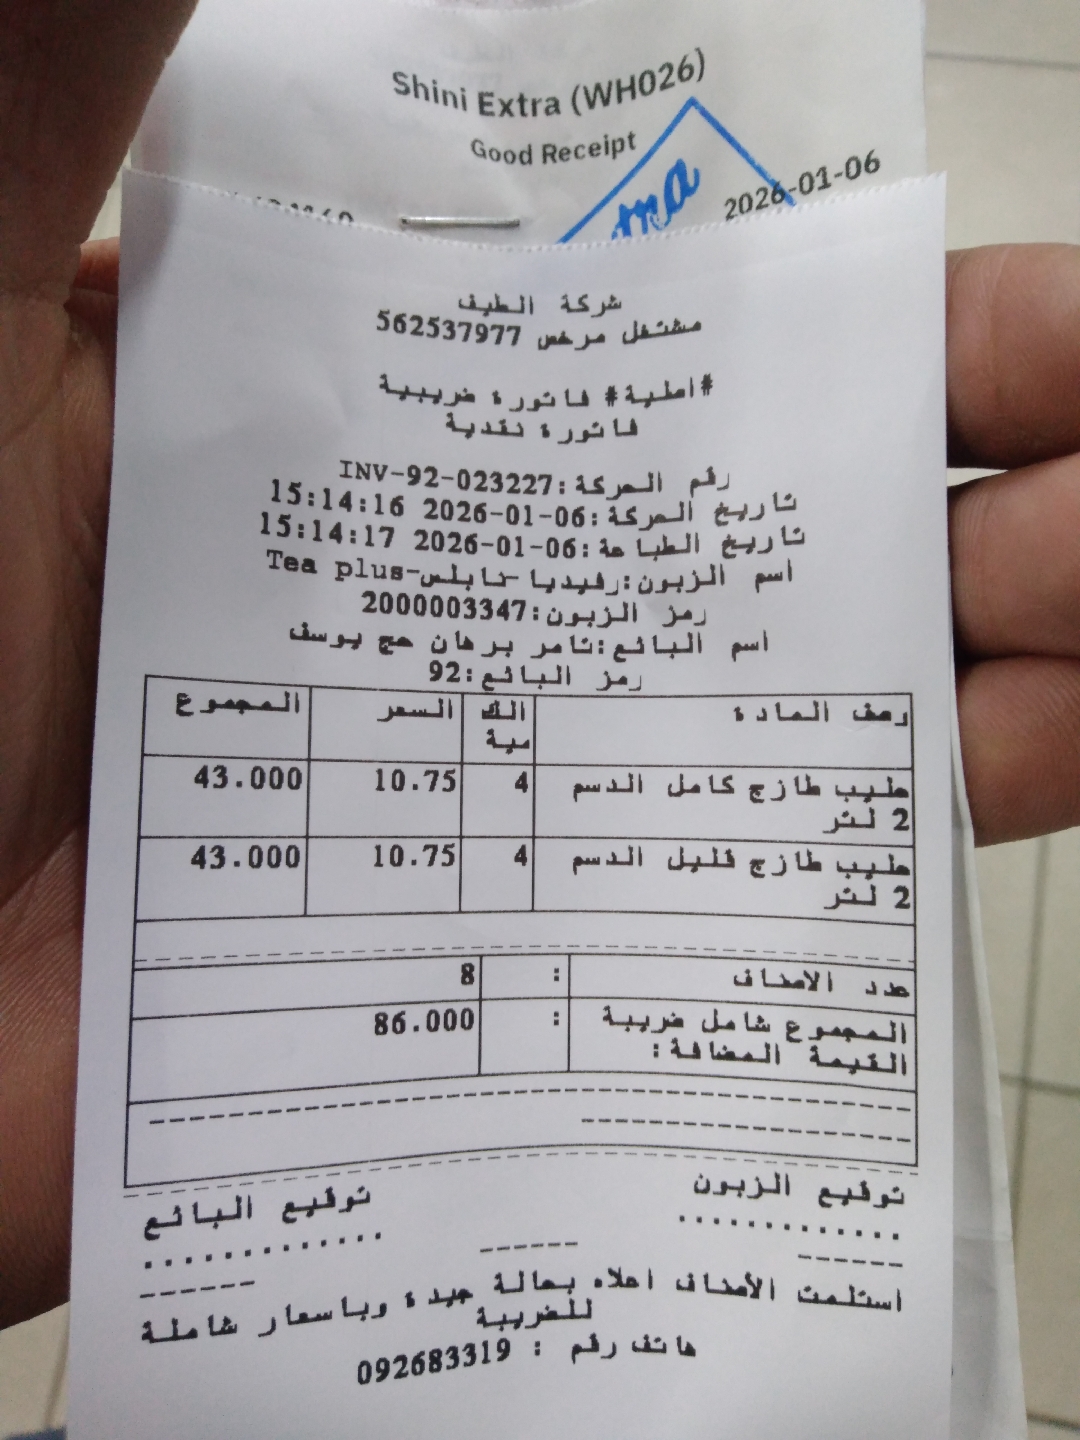 Shini Extra (WH026)
Good Receipt
2026-01-06
شركة الطيف
مشتغل مرخص 562537977
#اصلية# فاتورة ضريبية
فاتورة نقدية
رقم الحركة:INV-92-023227
تاريخ الحركة:2026-01-06 15:14:16
تاريخ الطباعة:2026-01-06 15:14:17
اسم الزبون:رفيديا-نابلس-Tea plus
رمز الزبون:2000003347
اسم البائع:تامر برهان حج يوسف
رمز البائع:92
وصف المادة الكمية السعر المجموع
حليب طازج كامل الدسم 4 10.75 43.000
2 لتر
حليب طازج قليل الدسم 4 10.75 43.000
2 لتر
عدد الاصناف : 8
المجموع شامل ضريبة : 86.000
القيمة المضافة:
توقيع الزبون توقيع البائع
استلمت الأصناف اعلاه بحالة جيدة وباسعار شاملة
للضريبة
هاتف رقم : 092683319